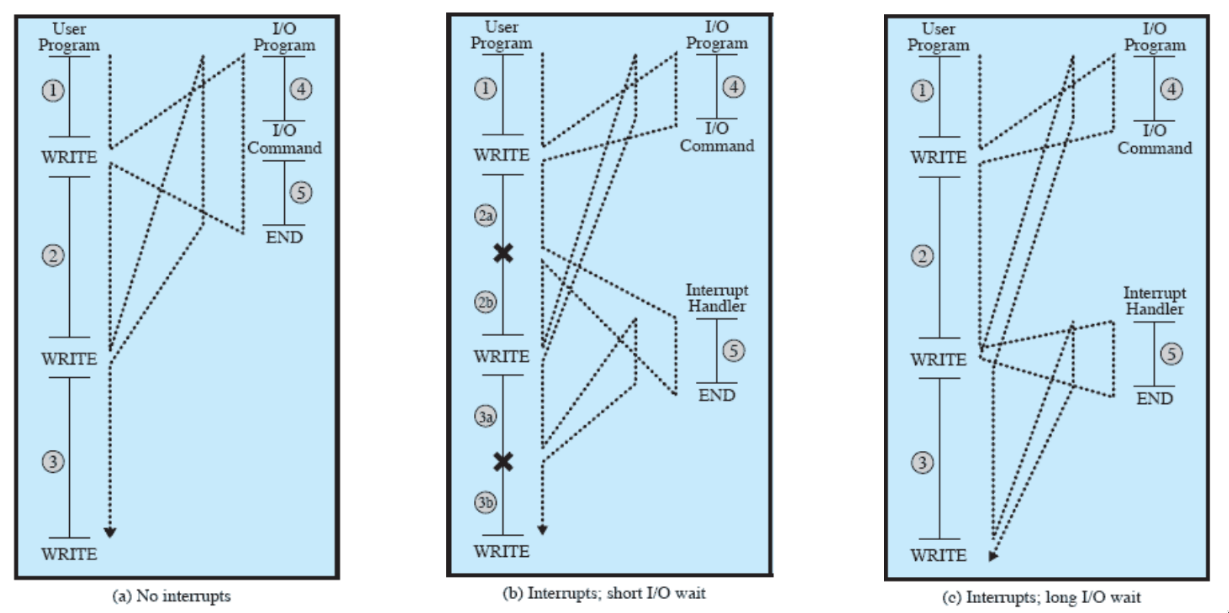 User
Program
I/O
Program
1
4
I/O
Command
WRITE
5
END
2
WRITE
3
WRITE
(a) No interrupts
User
Program
I/O
Program
1
4
I/O
Command
WRITE
2a
2b
Interrupt
Handler
WRITE
5
END
3a
3b
WRITE
(b) Interrupts; short I/O wait
User
Program
I/O
Program
1
4
I/O
Command
WRITE
2
Interrupt
Handler
WRITE
5
END
3
WRITE
(c) Interrupts; long I/O wait